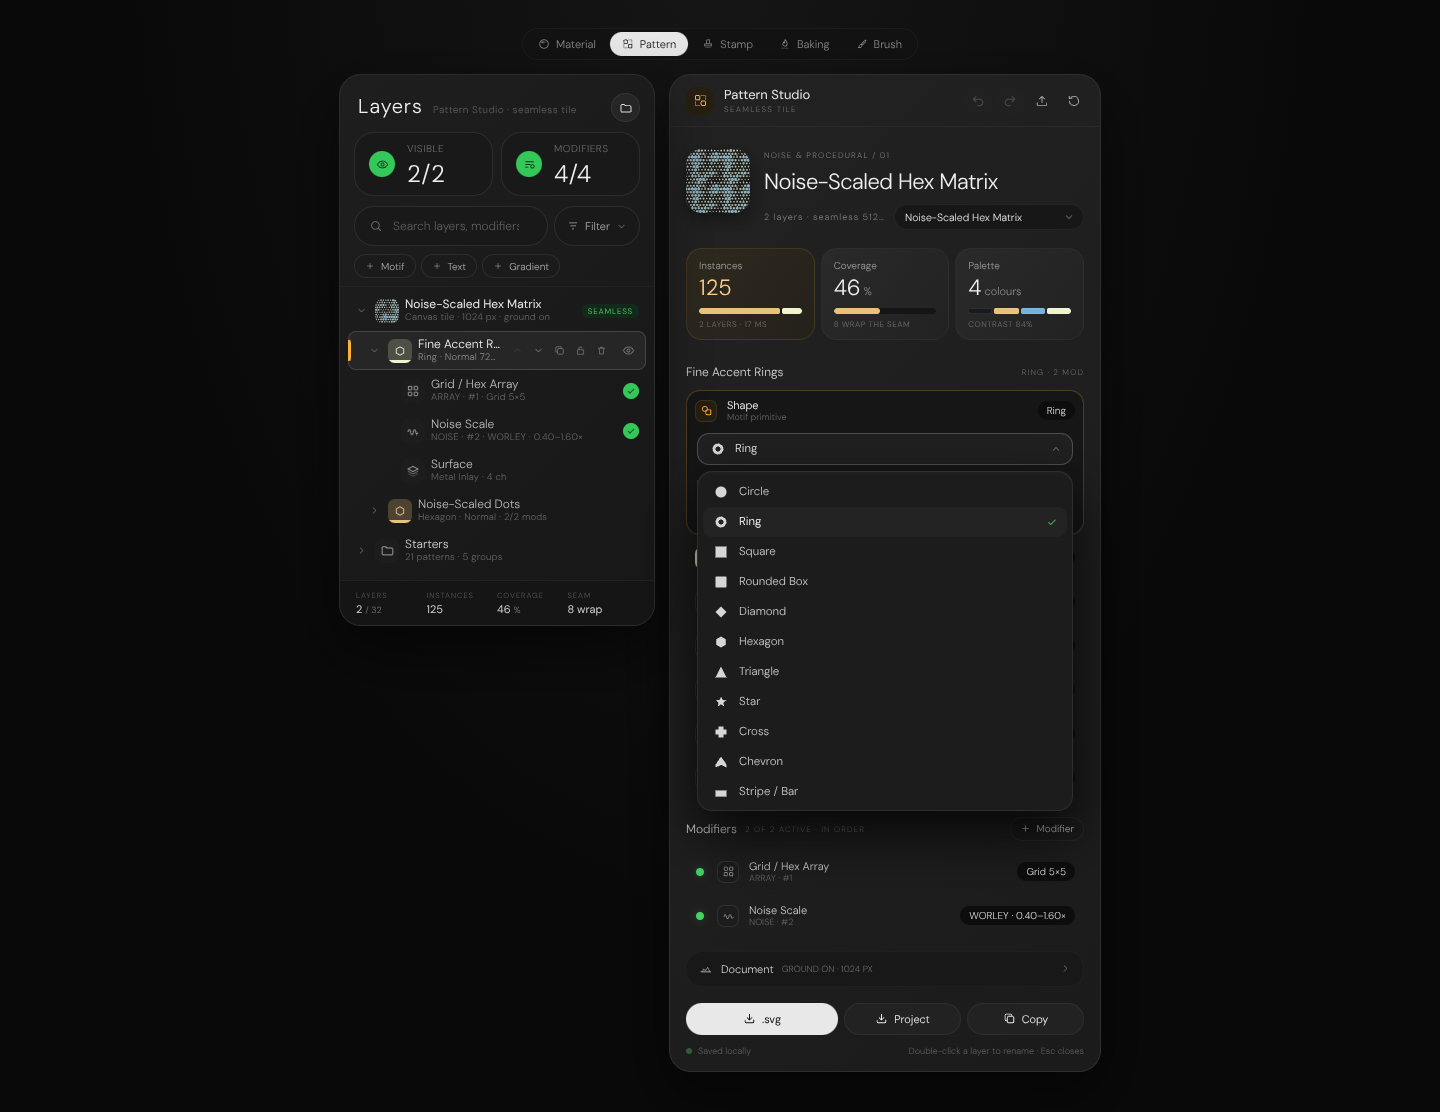 Material
Pattern
Stamp
Baking
Brush
Layers
Pattern Studio · seamless tile
VISIBLE
2/2
MODIFIERS
4/4
Search layers, modifiers
Filter
+ Motif
+ Text
+ Gradient
Noise-Scaled Hex Matrix
Canvas tile · 1024 px · ground on
SEAMLESS
Fine Accent R...
Ring · Normal 72...
Grid / Hex Array
ARRAY · #1 · Grid 5×5
Noise Scale
NOISE · #2 · WORLEY · 0.40–1.60×
Surface
Metal Inlay · 4 ch
Noise-Scaled Dots
Hexagon · Normal · 2/2 mods
Starters
21 patterns · 5 groups
LAYERS
2 / 32
INSTANCES
125
COVERAGE
46 %
SEAM
8 wrap
Pattern Studio
SEAMLESS TILE
NOISE & PROCEDURAL / 01
Noise-Scaled Hex Matrix
2 layers · seamless 512...
Noise-Scaled Hex Matrix
Instances
125
2 LAYERS · 17 MS
Coverage
46 %
8 WRAP THE SEAM
Palette
4 colours
CONTRAST 84%
Fine Accent Rings
RING · 2 MOD
Shape
Motif primitive
Ring
Ring
Circle
Ring
Square
Rounded Box
Diamond
Hexagon
Triangle
Star
Cross
Chevron
Stripe / Bar
Modifiers
2 OF 2 ACTIVE · IN ORDER
+ Modifier
Grid / Hex Array
ARRAY · #1
Grid 5×5
Noise Scale
NOISE · #2
WORLEY · 0.40–1.60×
Document
GROUND ON · 1024 PX
.svg
Project
Copy
Saved locally
Double-click a layer to rename · Esc closes